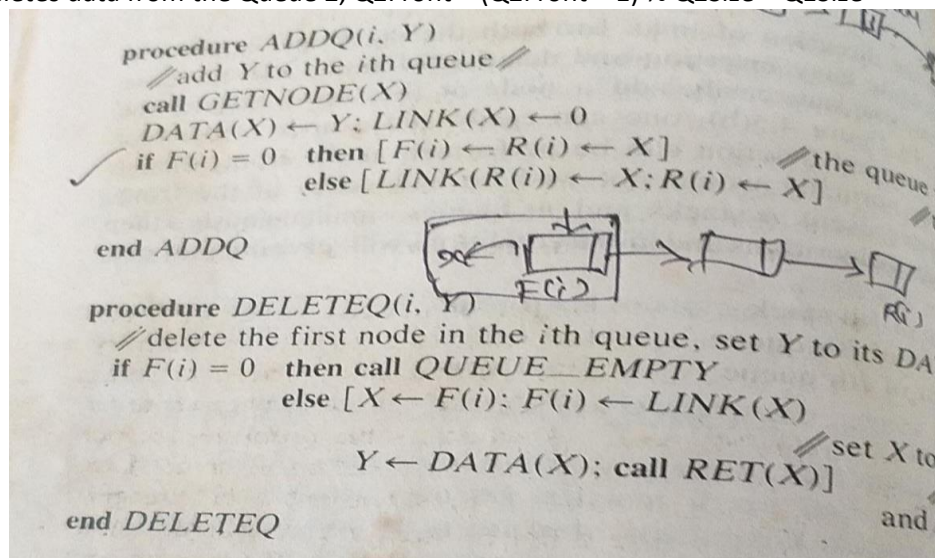 procedure ADDQ(i, Y)
//add Y to the ith queue//
call GETNODE(X)
DATA(X) ← Y; LINK(X) ← 0
if F(i) = 0 then [F(i) ← R(i) ← X] //the queue
else [LINK(R(i)) ← X; R(i) ← X]
end ADDQ
F(i)
R(i)
procedure DELETEQ(i, Y)
//delete the first node in the ith queue, set Y to its DA
if F(i) = 0 then call QUEUE_EMPTY
else [X ← F(i); F(i) ← LINK(X)
//set X to
Y ← DATA(X); call RET(X)]
and
end DELETEQ